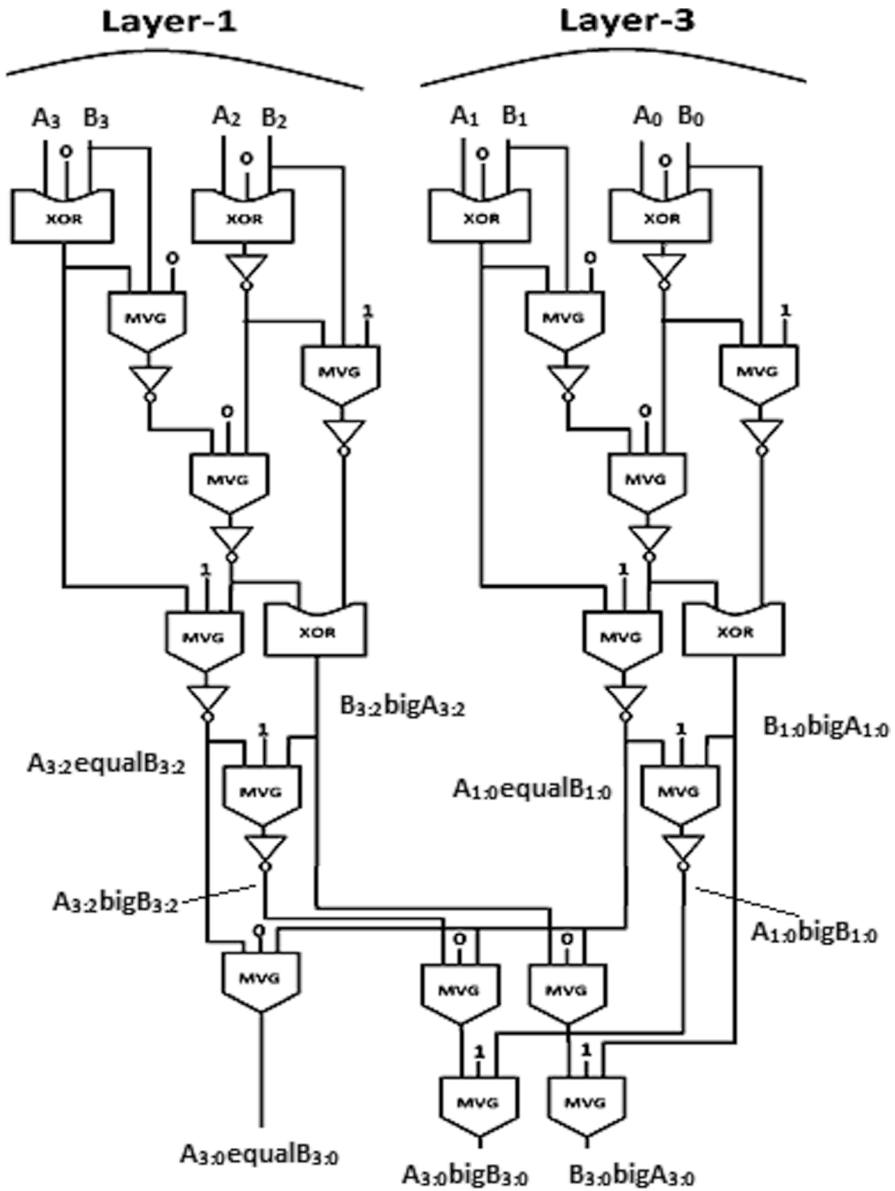 Layer-1 Layer-3
A3 B3 A2 B2 A1 B1 A0 B0
0 0 0 0
XOR XOR XOR XOR
0 0
1 1
MVG MVG
MVG MVG
0 0
MVG MVG
1 1
MVG XOR MVG XOR
B3:2bigA3:2
B1:0bigA1:0
1 1
A3:2equalB3:2
MVG A1:0equalB1:0 MVG
A3:2bigB3:2
A1:0bigB1:0
0 0 0
MVG MVG MVG
1 1
MVG MVG
A3:0equalB3:0
A3:0bigB3:0 B3:0bigA3:0